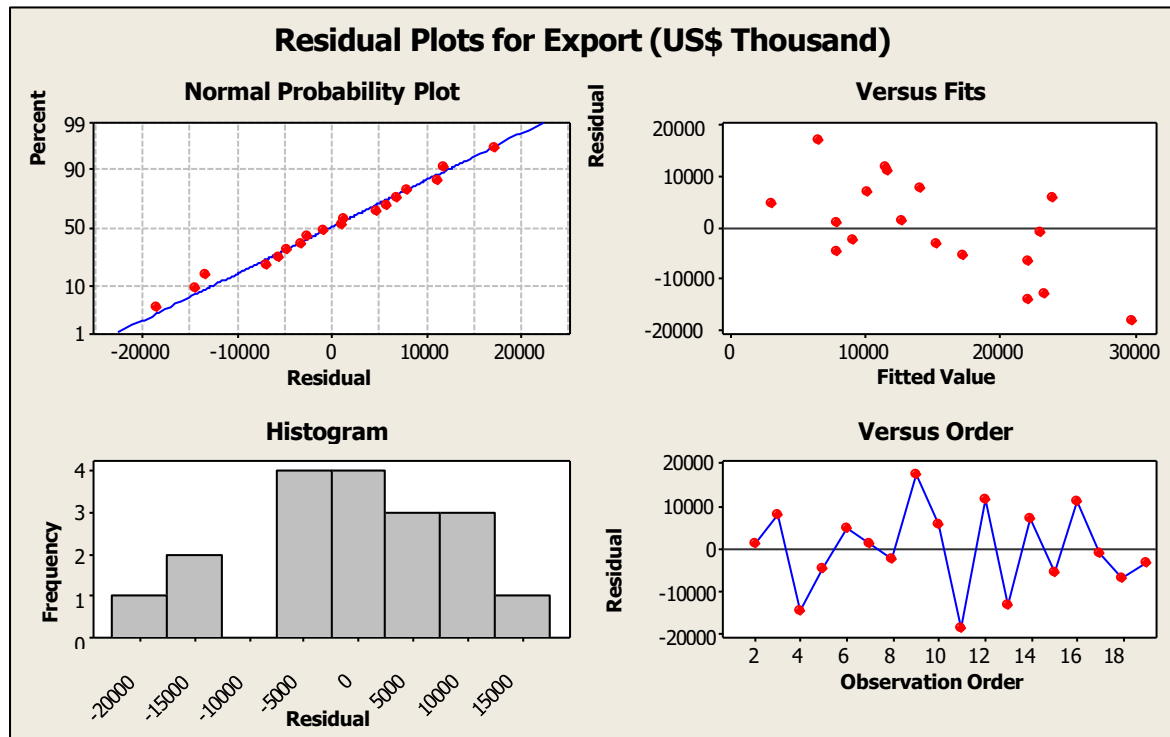 Residual Plots for Export (US$ Thousand)
Normal Probability Plot
Percent
99
90
50
10
1
-20000 -10000 0 10000 20000
Residual
Versus Fits
Residual
20000
10000
0
-10000
-20000
0 10000 20000 30000
Fitted Value
Histogram
Frequency
4
3
2
1
0
-20000 -15000 -10000 -5000 0 5000 10000 15000
Residual
Versus Order
Residual
20000
10000
0
-10000
-20000
2 4 6 8 10 12 14 16 18
Observation Order